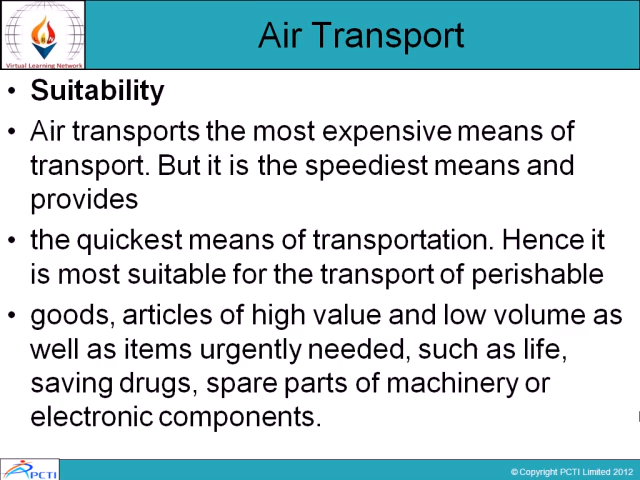 Air Transport
Virtual Learning Network
• Suitability
• Air transports the most expensive means of
transport. But it is the speediest means and
provides
• the quickest means of transportation. Hence it
is most suitable for the transport of perishable
• goods, articles of high value and low volume as
well as items urgently needed, such as life,
saving drugs, spare parts of machinery or
electronic components.
PCTI
© Copyright PCTI Limited 2012